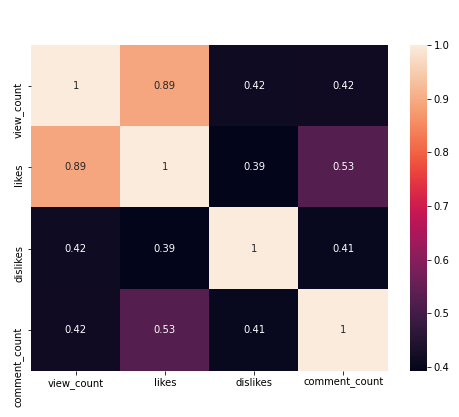 view_count 1 0.89 0.42 0.42
likes 0.89 1 0.39 0.53
dislikes 0.42 0.39 1 0.41
comment_count 0.42 0.53 0.41 1
view_count likes dislikes comment_count
1.0
0.9
0.8
0.7
0.6
0.5
0.4